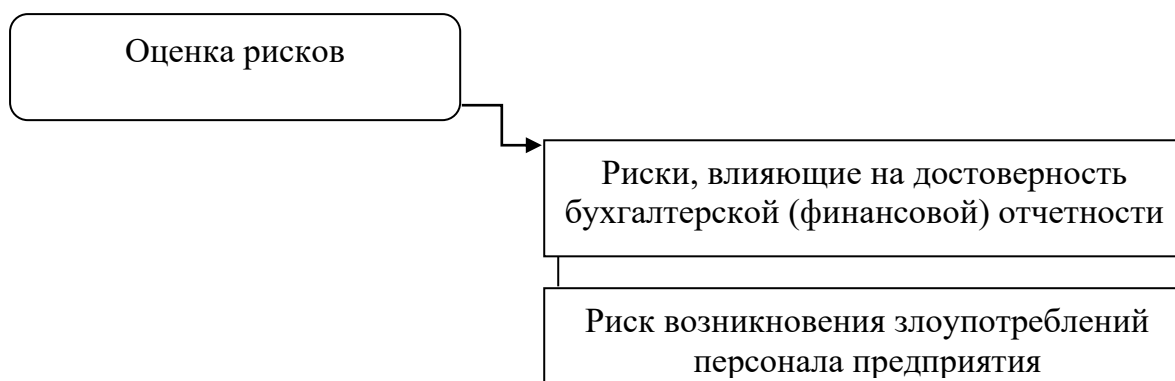 Оценка рисков
Риски, влияющие на достоверность
бухгалтерской (финансовой) отчетности
Риск возникновения злоупотреблений
персонала предприятия